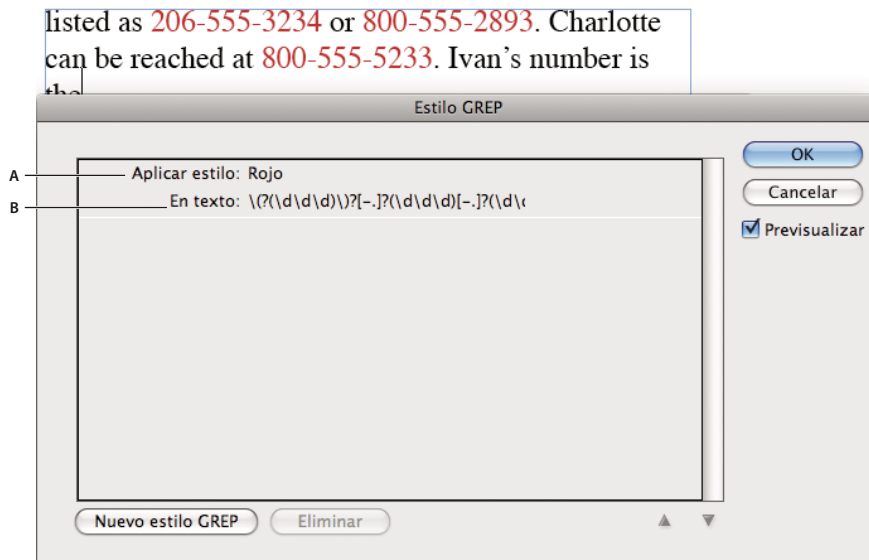 listed as 206-555-3234 or 800-555-2893. Charlotte
can be reached at 800-555-5233. Ivan's number is
the
Estilo GREP
A
Aplicar estilo: Rojo
B
En texto: \(?(\d\d\d)\)?[-.]?(\d\d\d)[-.]?(\d\
OK
Cancelar
Previsualizar
Nuevo estilo GREP
Eliminar